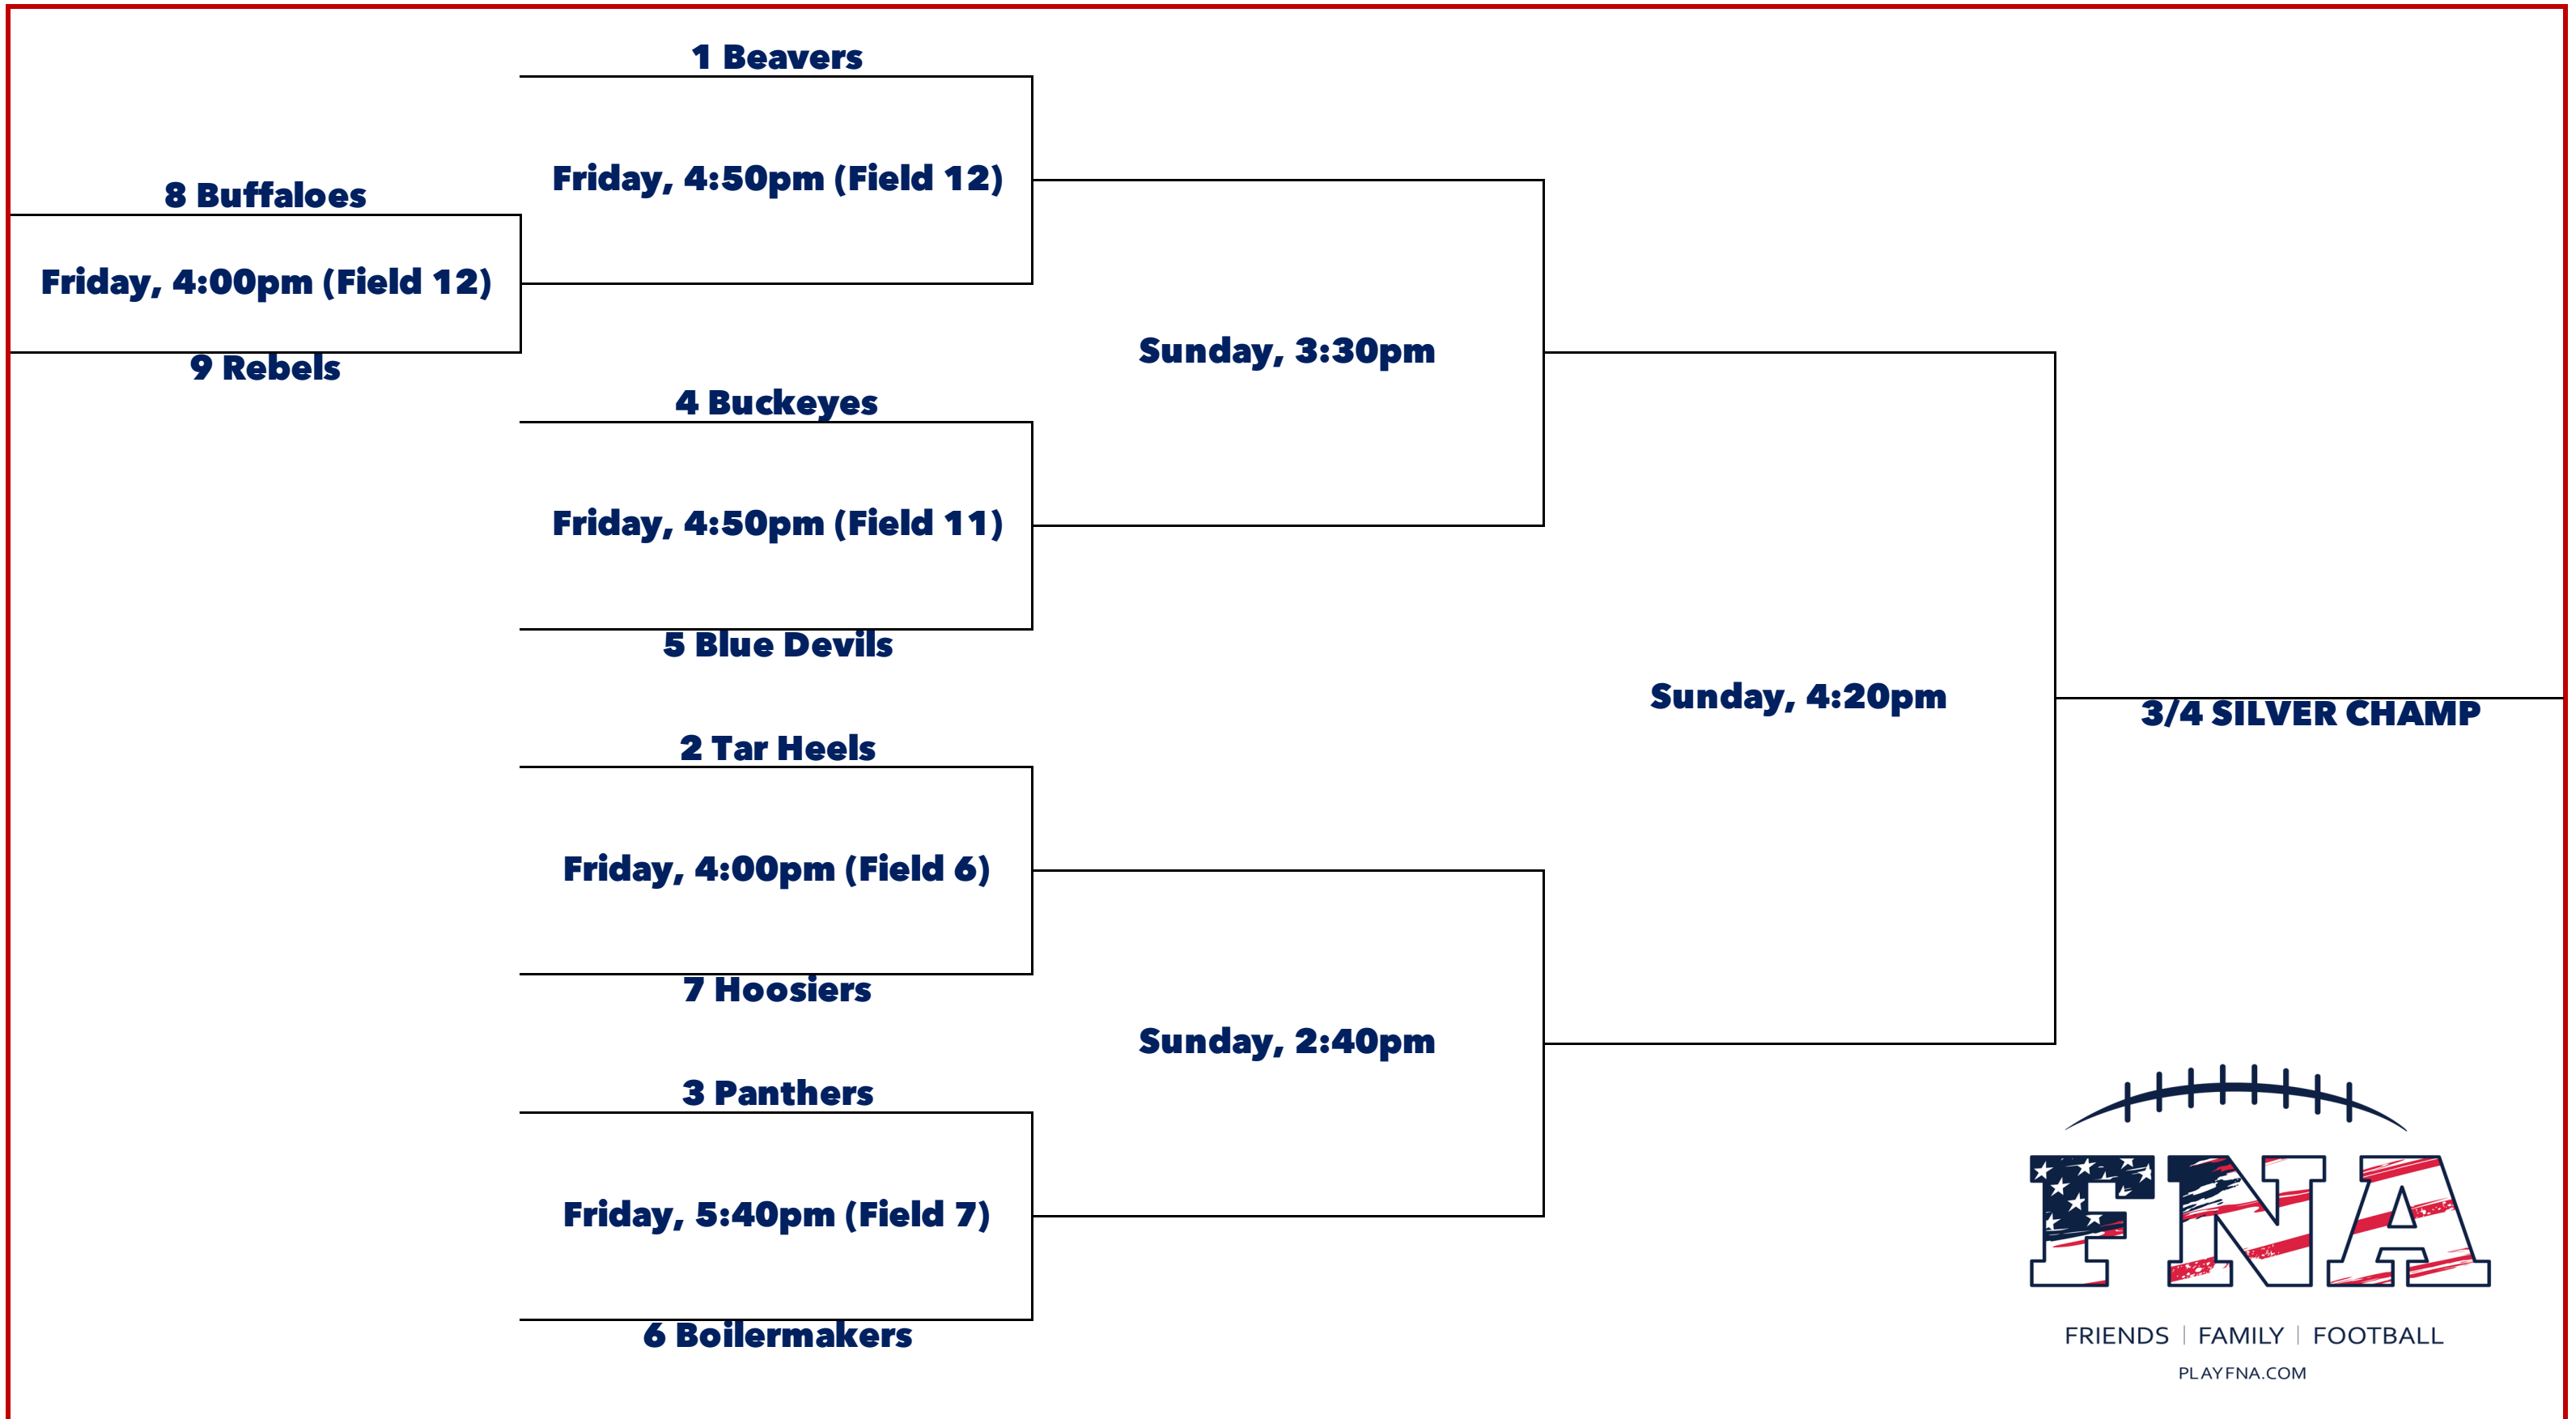 1 Beavers
Friday, 4:50pm (Field 12)
8 Buffaloes
Friday, 4:00pm (Field 12)
9 Rebels
4 Buckeyes
Friday, 4:50pm (Field 11)
5 Blue Devils
Sunday, 3:30pm
2 Tar Heels
Friday, 4:00pm (Field 6)
7 Hoosiers
3 Panthers
Friday, 5:40pm (Field 7)
6 Boilermakers
Sunday, 2:40pm
Sunday, 4:20pm
3/4 SILVER CHAMP
FNA
FRIENDS | FAMILY | FOOTBALL
PLAYFNA.COM